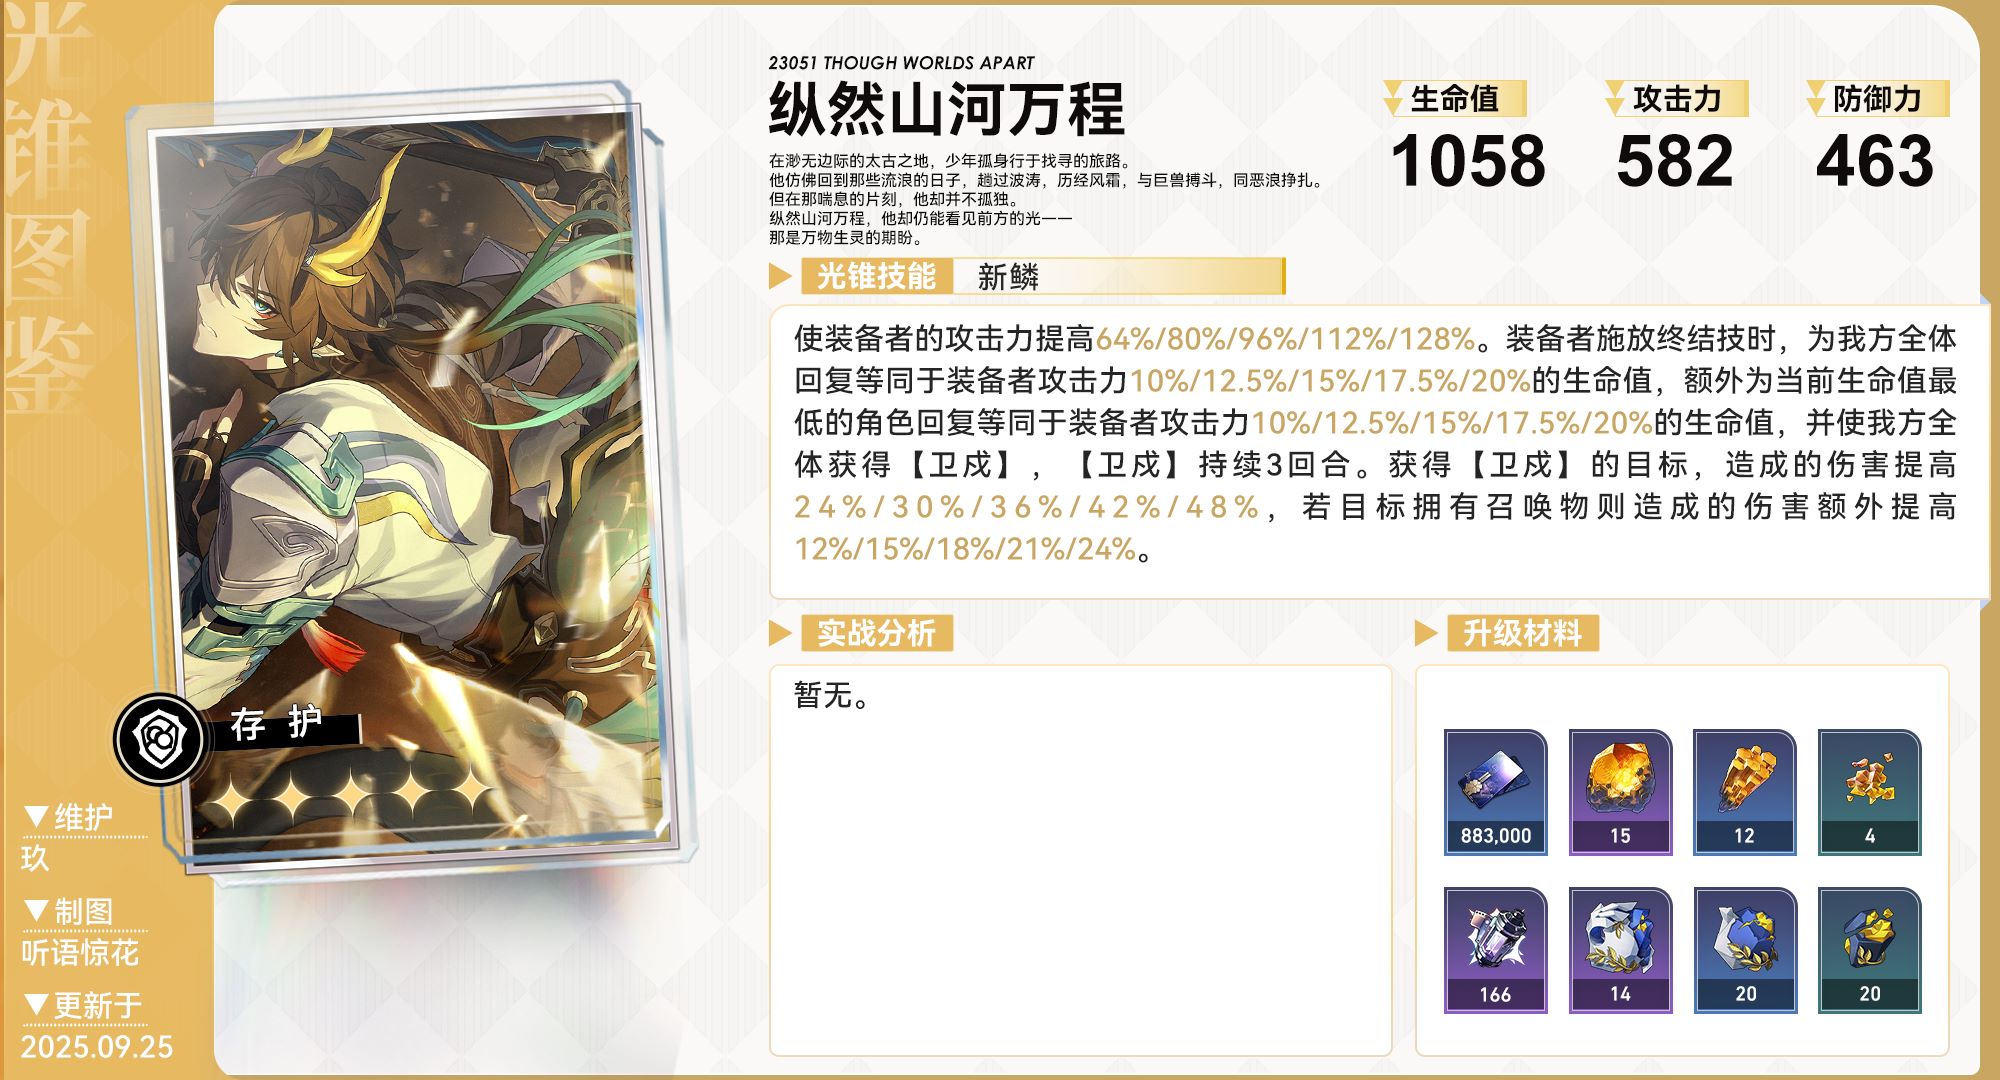 光锥图鉴
23051 THOUGH WORLDS APART
纵然山河万程
在渺无边际的太古之地，少年孤身行于找寻的旅路。
他仿佛回到那些流浪的日子，趟过波涛，历经风霜，与巨兽搏斗，同恶浪挣扎。
但在那喘息的片刻，他却并不孤独。
纵然山河万程，他却仍能看见前方的光一一
那是万物生灵的期盼。
生命值
1058
攻击力
582
防御力
463
光锥技能
新鳞
使装备者的攻击力提高64%/80%/96%/112%/128%。装备者施放终结技时，为我方全体
回复等同于装备者攻击力10%/12.5%/15%/17.5%/20%的生命值，额外为当前生命值最
低的角色回复等同于装备者攻击力10%/12.5%/15%/17.5%/20%的生命值，并使我方全
体获得【卫戍】，【卫戍】持续3回合。获得【卫戍】的目标，造成的伤害提高
24%/30%/36%/42%/48%，若目标拥有召唤物则造成的伤害额外提高
12%/15%/18%/21%/24%。
存护
实战分析
暂无。
升级材料
883,000
15
12
4
166
14
20
20
▼维护
玖
▼制图
听语惊花
▼更新于
2025.09.25